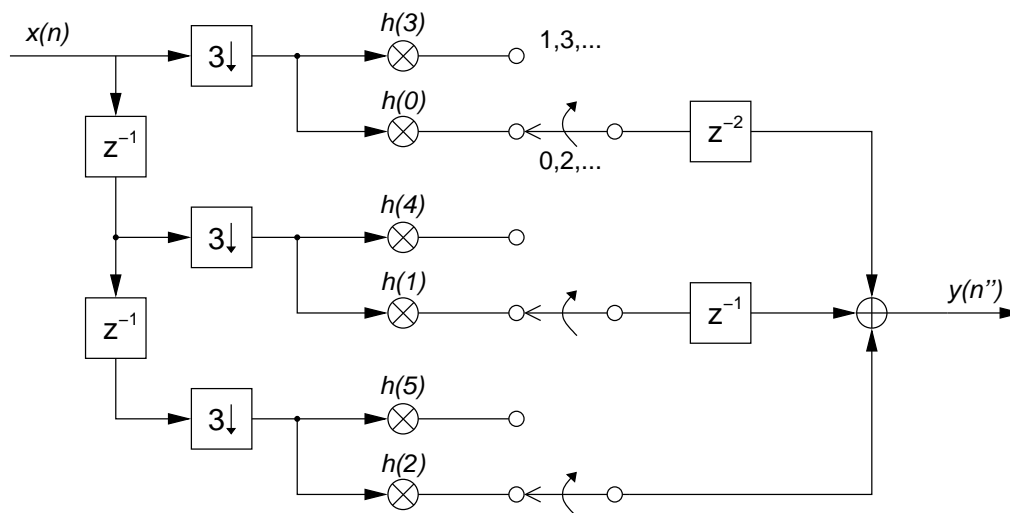 x(n)
3↓
h(3)
1,3,...
h(0)
z⁻¹
0,2,...
z⁻²
3↓
h(4)
h(1)
z⁻¹
y(n’’)
z⁻¹
3↓
h(5)
h(2)